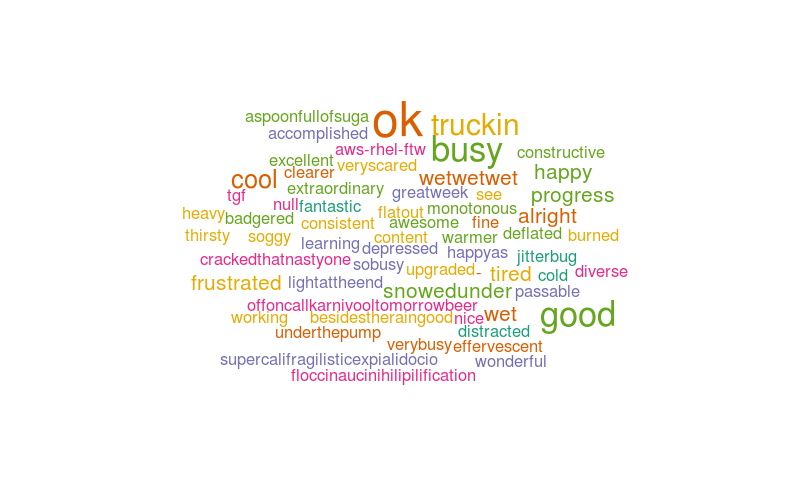 aspoonfullofsuga
ok
truckin
accomplished
aws-rhel-ftw
busy
constructive
excellent
veryscared
clearer
cool
wetwetwet
happy
extraordinary
greatweek
see
progress
tgf
null
fantastic
flatout
monotonous
alright
heavy
badgered
consistent
awesome
fine
deflated
thirsty
soggy
learning
content
warmer
burned
depressed
happyas
crackedthatnastyone
sobusy
upgraded
-
tired
jitterbug
cold
diverse
frustrated
lightattheend
snowedunder
passable
offoncallkarnivooltomorrowbeer
working
besidestheraingood
nice
wet
good
underthepump
distracted
verybusy
effervescent
supercalifragilisticexpialidocio
wonderful
floccinaucinihilipilification